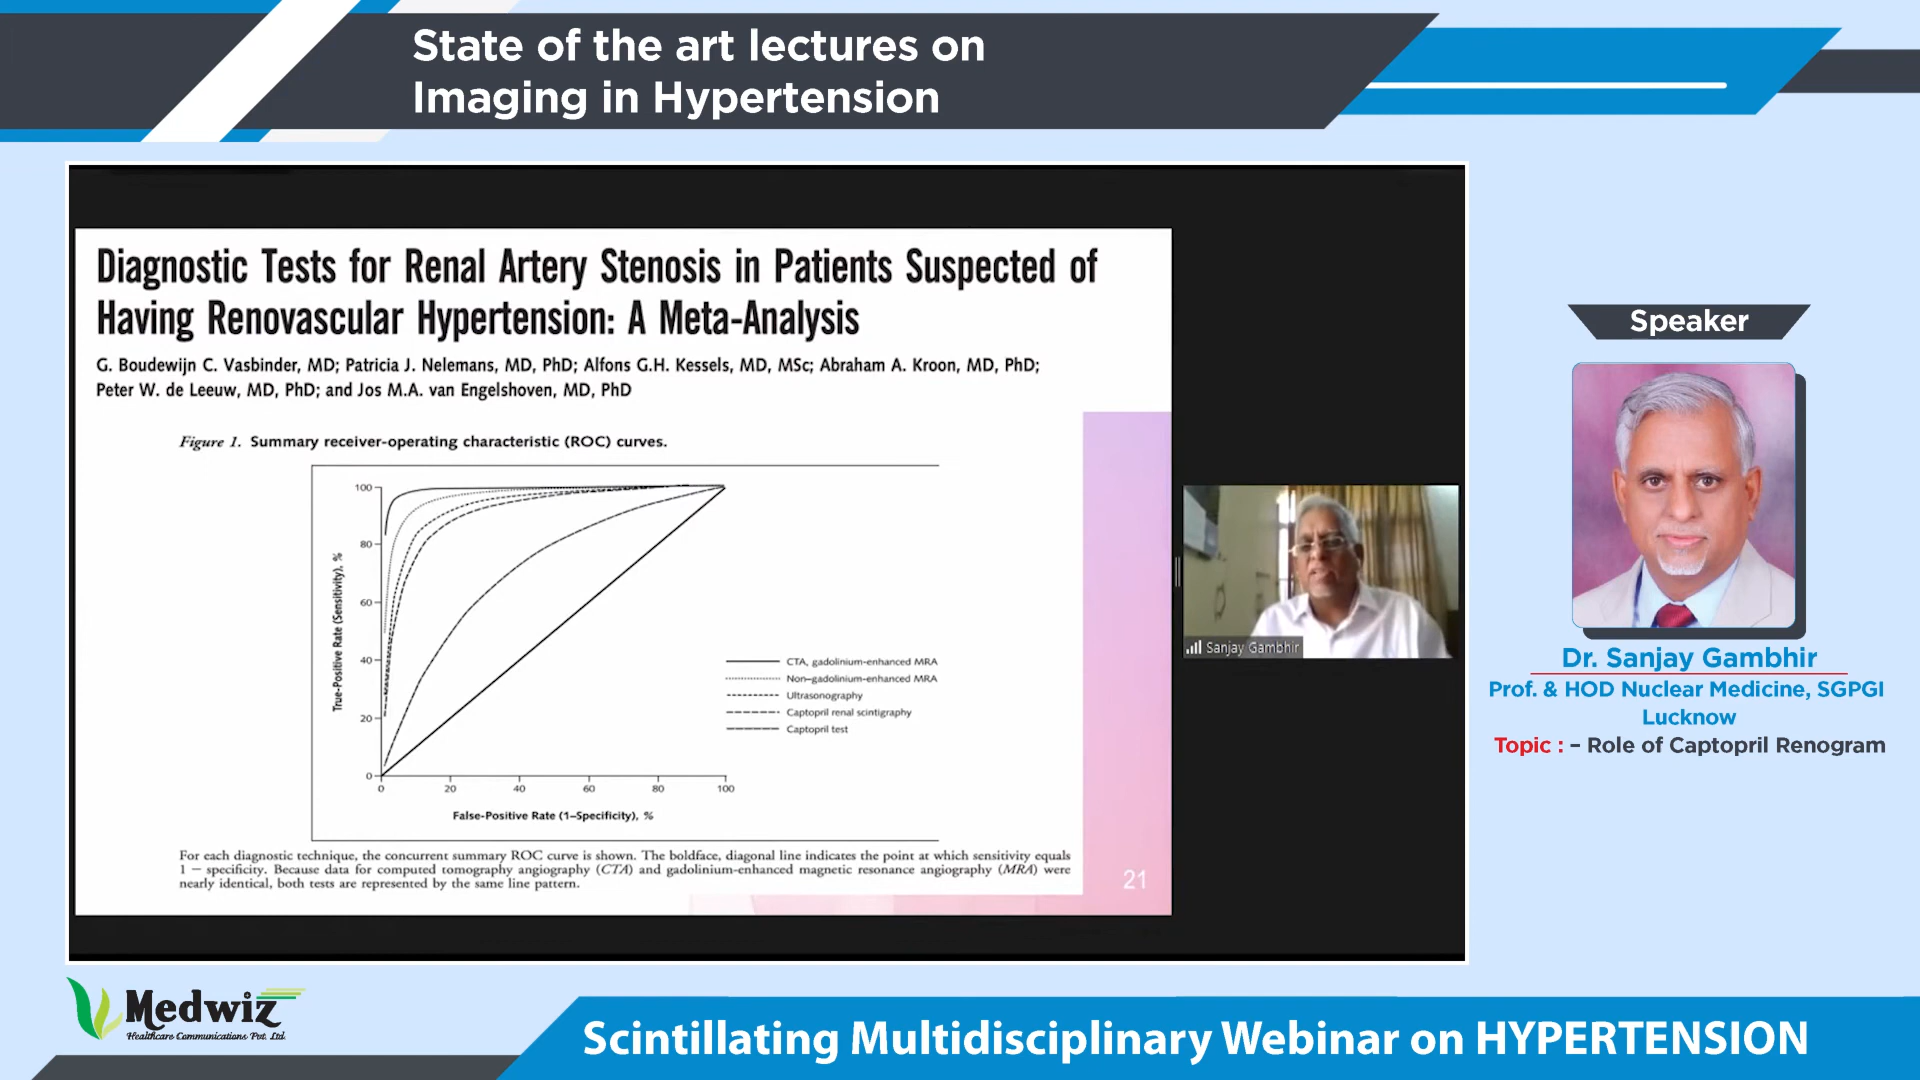 State of the art lectures on
Imaging in Hypertension
Diagnostic Tests for Renal Artery Stenosis in Patients Suspected of
Having Renovascular Hypertension: A Meta-Analysis
G. Boudewijn C. Vasbinder, MD; Patricia J. Nelemans, MD, PhD; Alfons G.H. Kessels, MD, MSc; Abraham A. Kroon, MD, PhD;
Peter W. de Leeuw, MD, PhD; and Jos M.A. van Engelshoven, MD, PhD
Figure 1. Summary receiver-operating characteristic (ROC) curves.
True-Positive Rate (Sensitivity), %
100
80
60
40
20
0
0 20 40 60 80 100
False-Positive Rate (1–Specificity), %
CTA, gadolinium-enhanced MRA
Non–gadolinium-enhanced MRA
Ultrasonography
Captopril renal scintigraphy
Captopril test
For each diagnostic technique, the concurrent summary ROC curve is shown. The boldface, diagonal line indicates the point at which sensitivity equals
1 − specificity. Because data for computed tomography angiography (CTA) and gadolinium-enhanced magnetic resonance angiography (MRA) were
nearly identical, both tests are represented by the same line pattern.
21
Sanjay Gambhir
Speaker
Dr. Sanjay Gambhir
Prof. & HOD Nuclear Medicine, SGPGI
Lucknow
Topic : – Role of Captopril Renogram
Medwiz
Healthcare Communications Pvt. Ltd.
Scintillating Multidisciplinary Webinar on HYPERTENSION